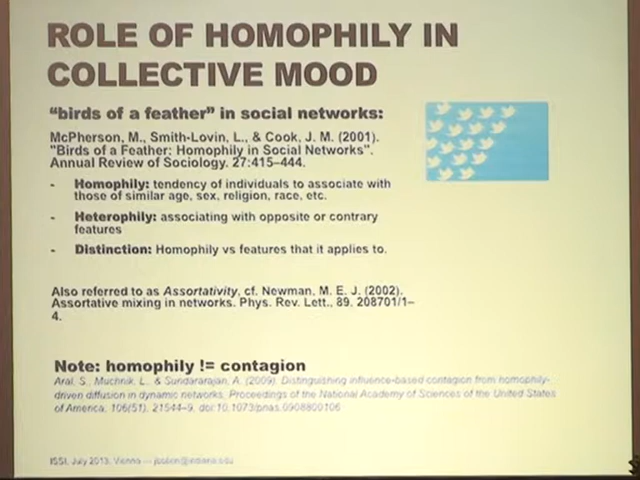 ROLE OF HOMOPHILY IN
COLLECTIVE MOOD
“birds of a feather” in social networks:
McPherson, M., Smith-Lovin, L., & Cook, J. M. (2001).
"Birds of a Feather: Homophily in Social Networks".
Annual Review of Sociology. 27:415–444.
- Homophily: tendency of individuals to associate with
those of similar age, sex, religion, race, etc.
- Heterophily: associating with opposite or contrary
features
- Distinction: Homophily vs features that it applies to.
Also referred to as Assortativity, cf. Newman, M. E. J. (2002).
Assortative mixing in networks. Phys. Rev. Lett., 89. 208701/1–
4.
Note: homophily != contagion
Aral, S., Muchnik, L., & Sundararajan, A. (2009). Distinguishing influence-based contagion from homophily-
driven diffusion in dynamic networks. Proceedings of the National Academy of Sciences of the United States
of America, 106(51), 21544–9. doi:10.1073/pnas.0908800106
ISSI, July 2013, Vienna — jbollen@indiana.edu